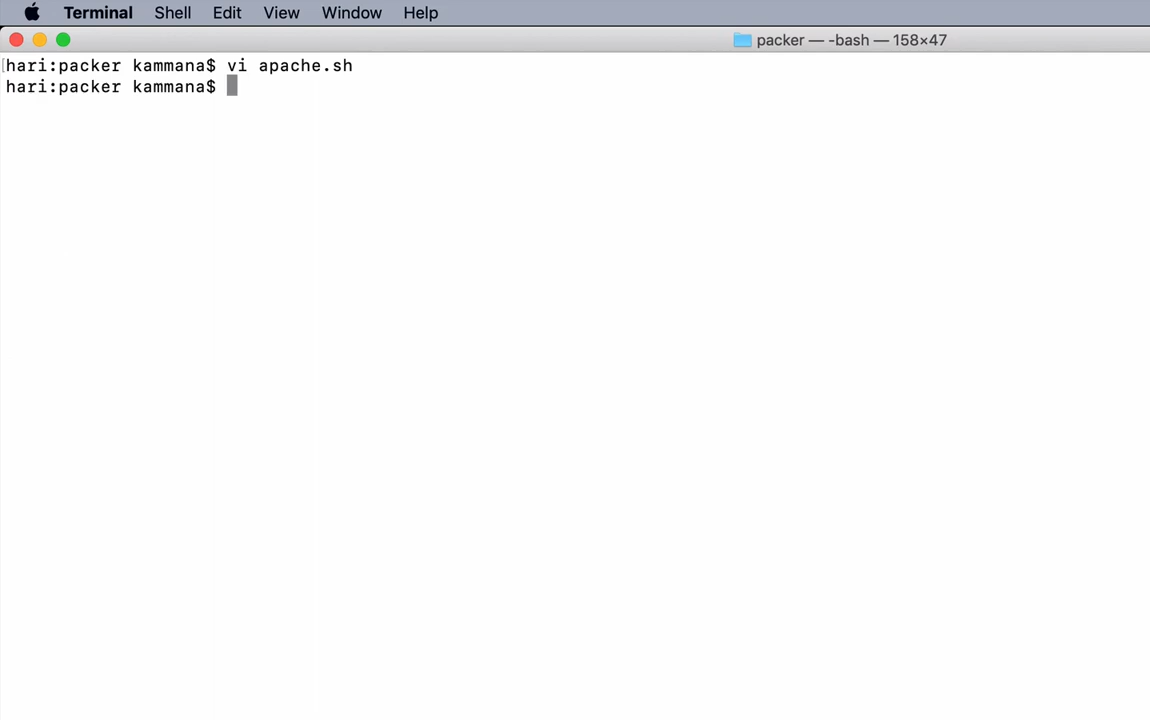 Terminal Shell Edit View Window Help
packer — -bash — 158×47
hari:packer kammana$ vi apache.sh
hari:packer kammana$